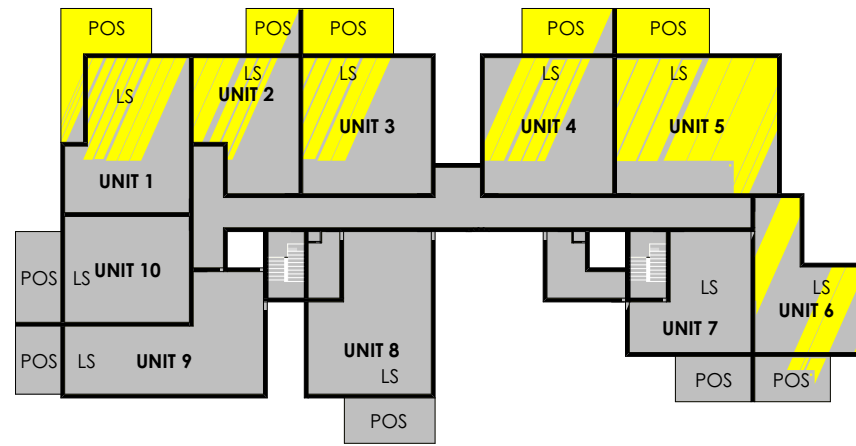 POS
POS
POS
POS
POS
LS
UNIT 2
LS
LS
LS
LS
UNIT 3
UNIT 4
UNIT 5
UNIT 1
POS
LS
UNIT 10
LS
LS
UNIT 6
UNIT 7
POS
LS
UNIT 9
UNIT 8
LS
POS
POS
POS